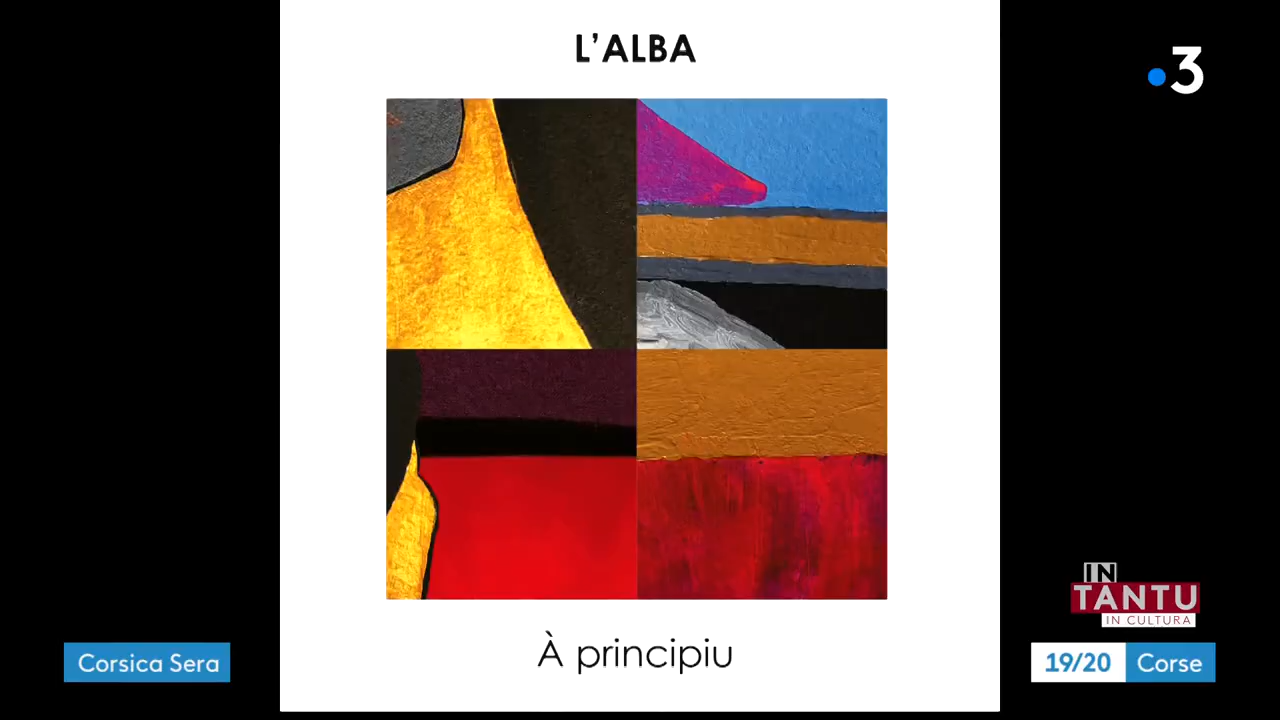 L'ALBA
3
IN
TANTU
IN CULTURA
À principiu
Corsica Sera
19/20 Corse